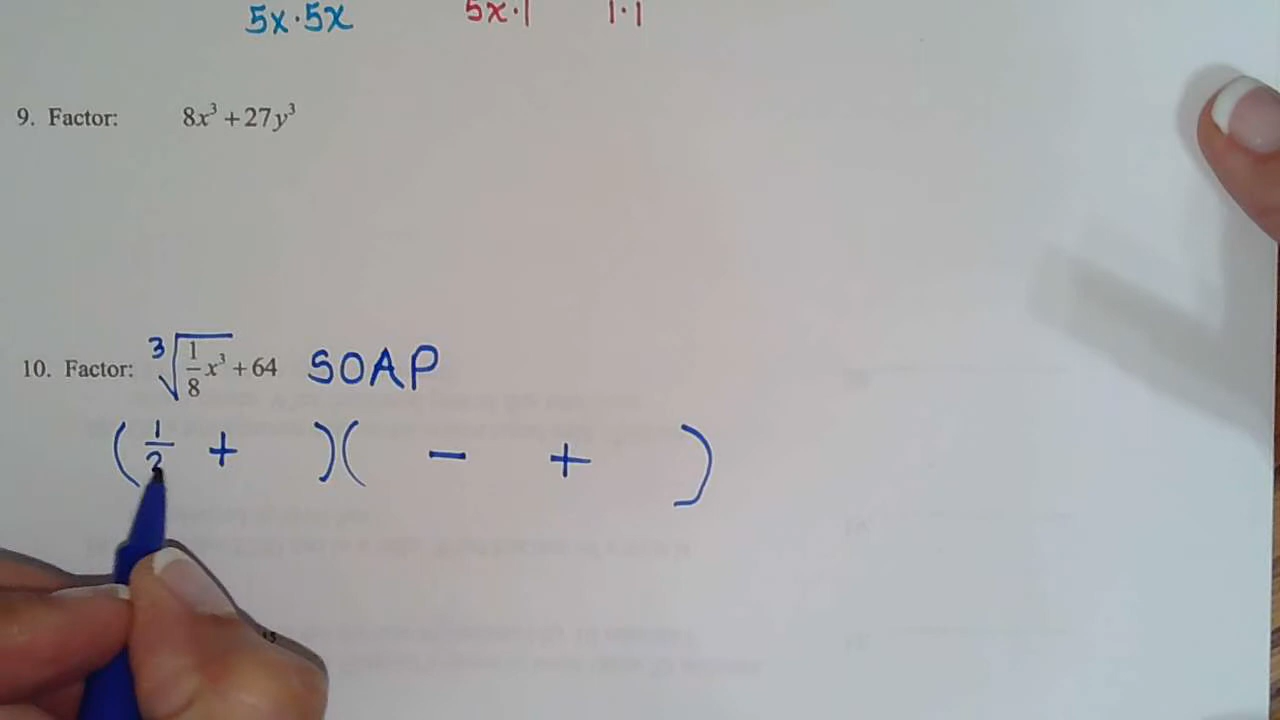 5x·5x 5x·1 1·1
9. Factor: 8x³ + 27y³
10. Factor: ∛(1/8 x³) + 64 SOAP
( 1/2 + )( - + )